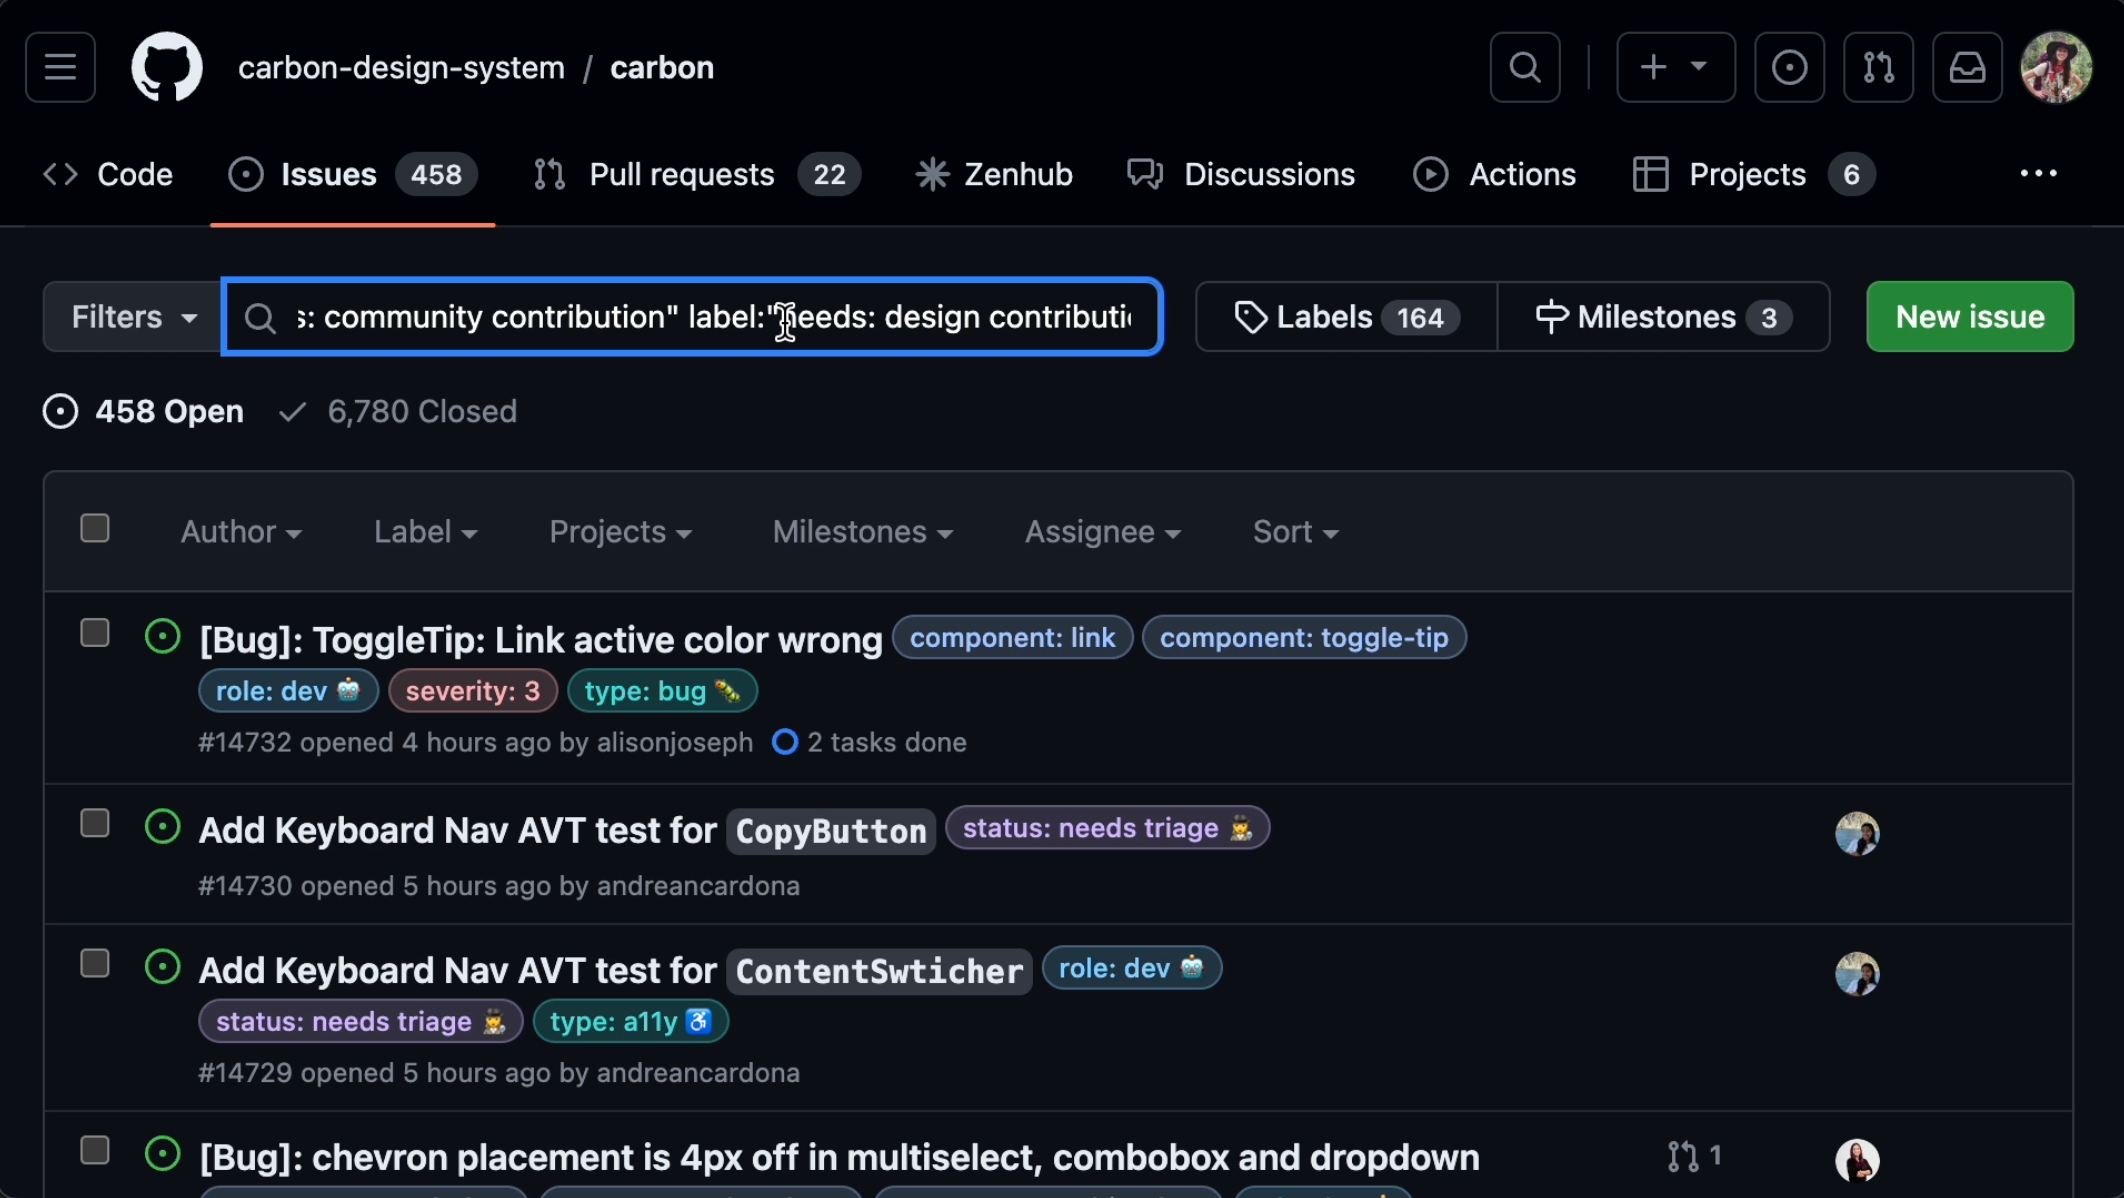 carbon-design-system / carbon
Code Issues 458 Pull requests 22 Zenhub Discussions Actions Projects 6 ...
Filters s: community contribution" label:"needs: design contributi Labels 164 Milestones 3 New issue
458 Open 6,780 Closed
Author Label Projects Milestones Assignee Sort
[Bug]: ToggleTip: Link active color wrong component: link component: toggle-tip
role: dev 🤖 severity: 3 type: bug 🐛
#14732 opened 4 hours ago by alisonjoseph 2 tasks done
Add Keyboard Nav AVT test for CopyButton status: needs triage 🕵️‍♀️
#14730 opened 5 hours ago by andreancardona
Add Keyboard Nav AVT test for ContentSwticher role: dev 🤖
status: needs triage 🕵️‍♀️ type: a11y ♿
#14729 opened 5 hours ago by andreancardona
[Bug]: chevron placement is 4px off in multiselect, combobox and dropdown 1